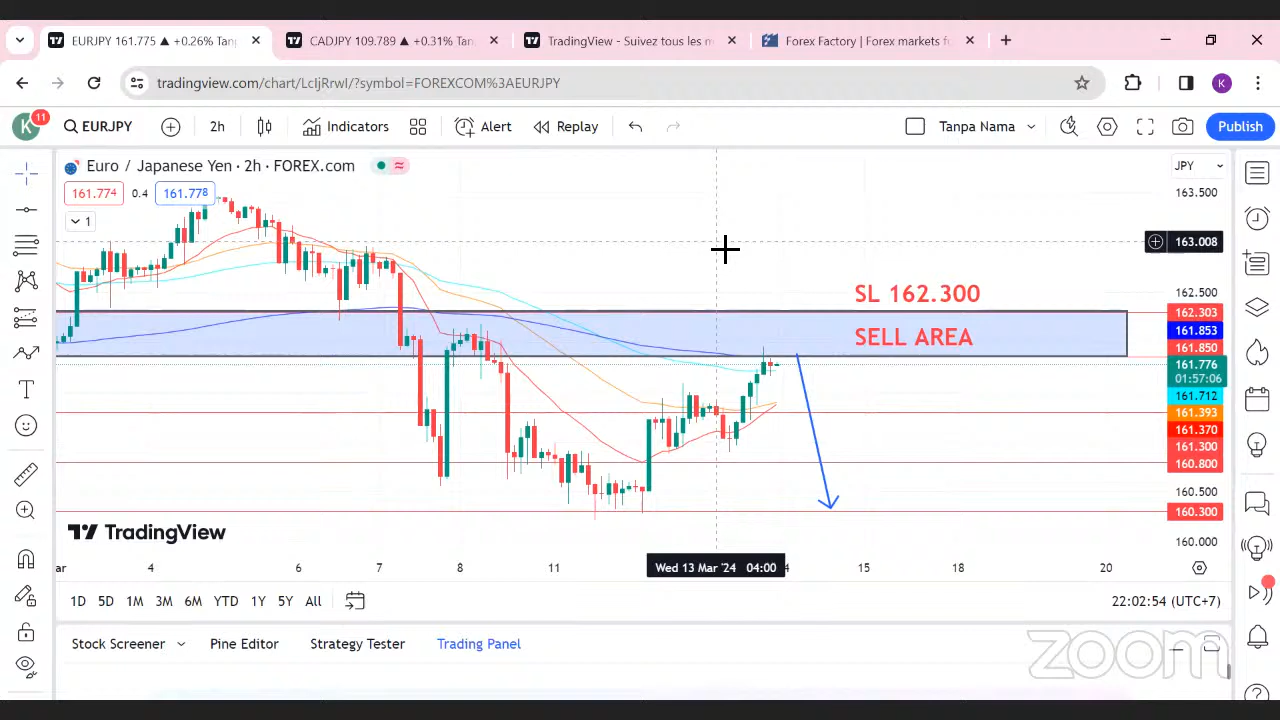 EURJPY 161.775 ▲ +0.26% Tan
CADJPY 109.789 ▲ +0.31% Tan
TradingView - Suivez tous les m
Forex Factory | Forex markets fo
tradingview.com/chart/LcIjRrwI/?symbol=FOREXCOM%3AEURJPY
K
K 11
EURJPY
2h
Indicators
Alert
Replay
Tanpa Nama
Publish
Euro / Japanese Yen · 2h · FOREX.com
JPY
161.774 0.4 161.778
1
163.500
163.008
162.500
SL 162.300
SELL AREA
162.303
161.853
161.850
161.776
01:57:06
161.712
161.393
161.370
161.300
160.800
160.500
160.300
160.000
TradingView
ar 4 6 7 8 11 Wed 13 Mar '24 04:00 4 15 18 20
1D 5D 1M 3M 6M YTD 1Y 5Y All
22:02:54 (UTC+7)
Stock Screener Pine Editor Strategy Tester Trading Panel
zoom